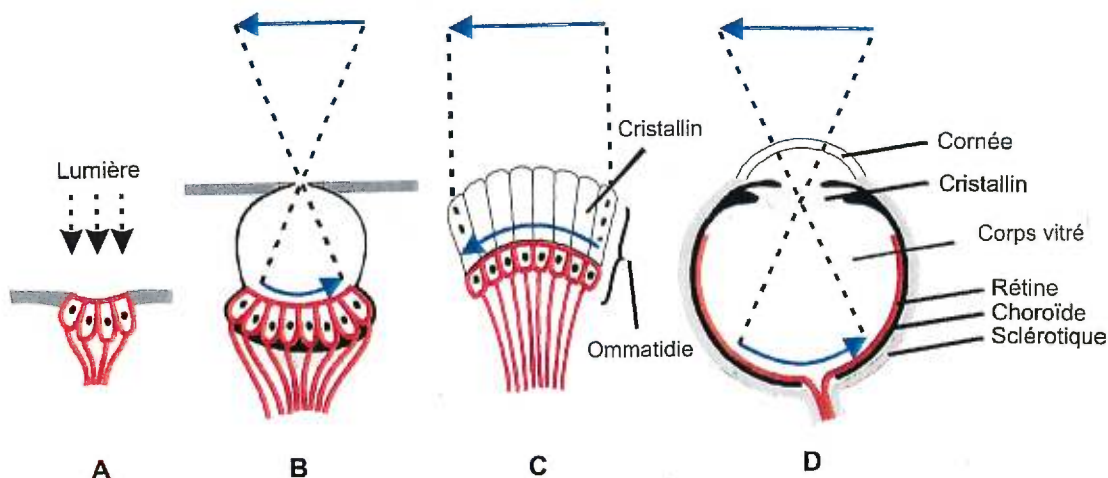 Lumière
Cristallin
Ommatidie
Cornée
Cristallin
Corps vitré
Rétine
Choroïde
Sclérotique
A
B
C
D